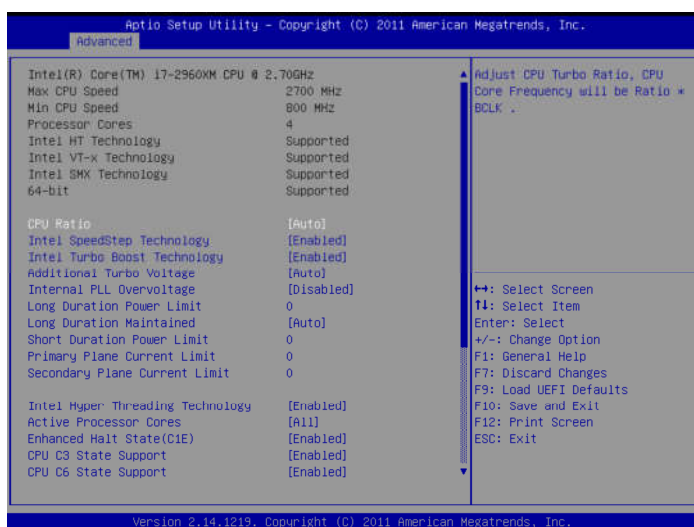 Aptio Setup Utility – Copyright (C) 2011 American Megatrends, Inc.
Advanced
Intel(R) Core(TM) i7-2960XM CPU @ 2.70GHz
Max CPU Speed 2700 MHz
Min CPU Speed 800 MHz
Processor Cores 4
Intel HT Technology Supported
Intel VT-x Technology Supported
Intel SMX Technology Supported
64-bit Supported
CPU Ratio [Auto]
Intel SpeedStep Technology [Enabled]
Intel Turbo Boost Technology [Enabled]
Additional Turbo Voltage [Auto]
Internal PLL Overvoltage [Disabled]
Long Duration Power Limit 0
Long Duration Maintained [Auto]
Short Duration Power Limit 0
Primary Plane Current Limit 0
Secondary Plane Current Limit 0
Intel Hyper Threading Technology [Enabled]
Active Processor Cores [All]
Enhanced Halt State(C1E) [Enabled]
CPU C3 State Support [Enabled]
CPU C6 State Support [Enabled]
Adjust CPU Turbo Ratio, CPU
Core Frequency will be Ratio *
BCLK .
↔: Select Screen
↑↓: Select Item
Enter: Select
+/-: Change Option
F1: General Help
F7: Discard Changes
F9: Load UEFI Defaults
F10: Save and Exit
F12: Print Screen
ESC: Exit
Version 2.14.1219. Copyright (C) 2011 American Megatrends, Inc.